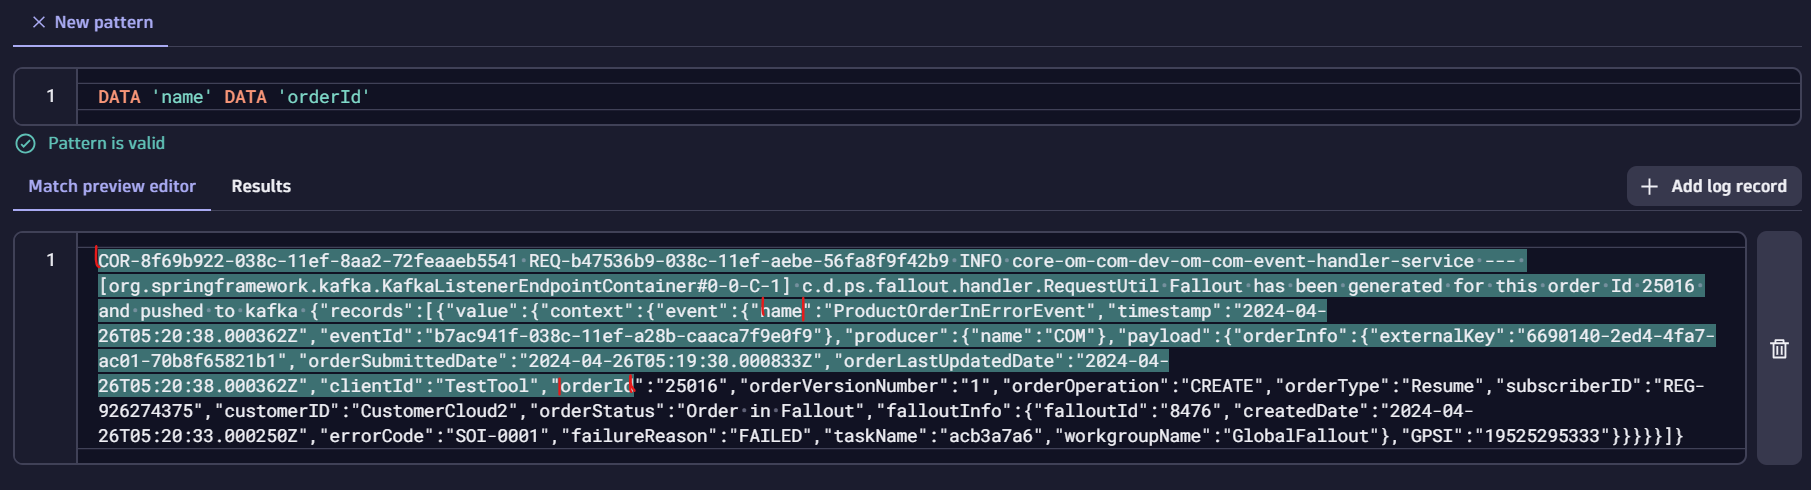 New pattern
1 DATA 'name' DATA 'orderId'
Pattern is valid
Match preview editor Results Add log record
1 COR-8f69b922-038c-11ef-8aa2-72feaaeb5541 REQ-b47536b9-038c-11ef-aebe-56fa8f9f42b9 INFO core-om-com-dev-om-com-event-handler-service ---
[org.springframework.kafka.KafkaListenerEndpointContainer#0-0-C-1] c.d.ps.fallout.handler.RequestUtil Fallout has been generated for this order Id 25016
and pushed to kafka {"records":[{"value":{"context":{"event":{"name":"ProductOrderInErrorEvent","timestamp":"2024-04-
26T05:20:38.000362Z","eventId":"b7ac941f-038c-11ef-a28b-caaca7f9e0f9"},"producer":{"name":"COM"},"payload":{"orderInfo":{"externalKey":"6690140-2ed4-4fa7-
ac01-70b8f65821b1","orderSubmittedDate":"2024-04-26T05:19:30.000833Z","orderLastUpdatedDate":"2024-04-
26T05:20:38.000362Z","clientId":"TestTool","orderId":"25016","orderVersionNumber":"1","orderOperation":"CREATE","orderType":"Resume","subscriberID":"REG-
926274375","customerID":"CustomerCloud2","orderStatus":"Order in Fallout","falloutInfo":{"falloutId":"8476","createdDate":"2024-04-
26T05:20:33.000250Z","errorCode":"SOI-0001","failureReason":"FAILED","taskName":"acb3a7a6","workgroupName":"GlobalFallout"},"GPSI":"19525295333"}}}}}]}